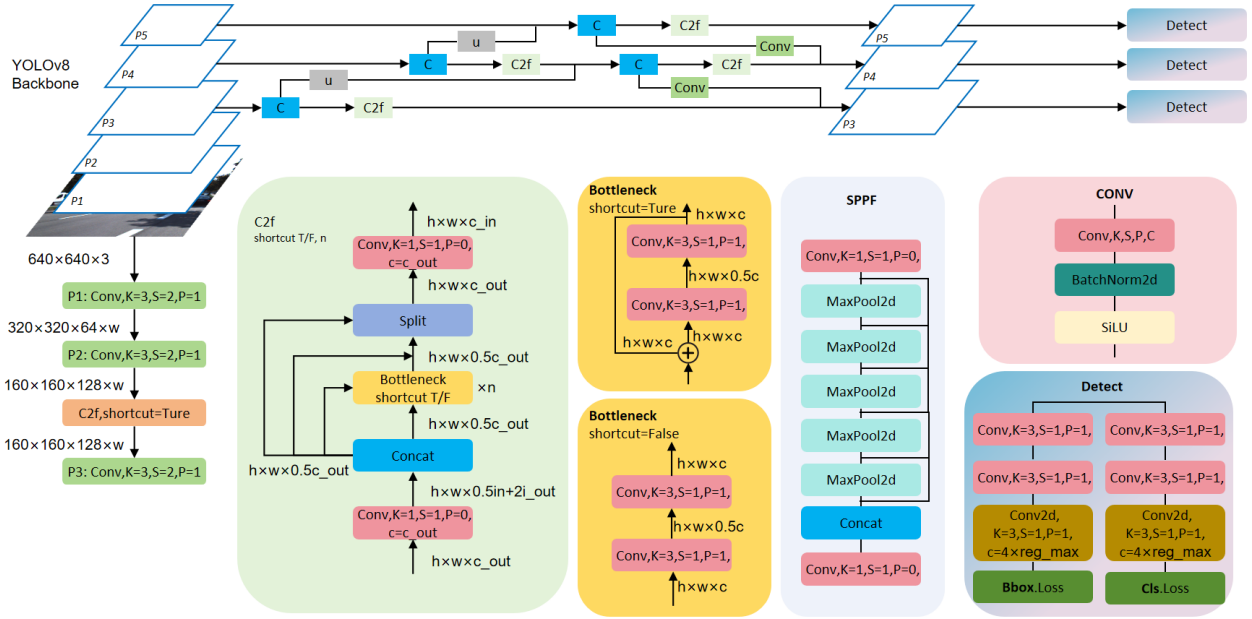 YOLOv8
Backbone
P5
P4
P3
P2
P1
C
C2f
u
Conv
C
C2f
C
C2f
u
Conv
C
C2f
P5
P4
P3
Detect
Detect
Detect
640×640×3
P1: Conv,K=3,S=2,P=1
320×320×64×w
P2: Conv,K=3,S=2,P=1
160×160×128×w
C2f,shortcut=Ture
160×160×128×w
P3: Conv,K=3,S=2,P=1
C2f
shortcut T/F, n
h×w×c_in
Conv,K=1,S=1,P=0,
c=c_out
h×w×c_out
Split
h×w×0.5c_out
Bottleneck
shortcut T/F
×n
h×w×0.5c_out
Concat
h×w×0.5c_out
h×w×0.5in+2i_out
Conv,K=1,S=1,P=0,
c=c_out
h×w×c_out
Bottleneck
shortcut=Ture
h×w×c
Conv,K=3,S=1,P=1,
h×w×0.5c
Conv,K=3,S=1,P=1,
h×w×c
h×w×c
Bottleneck
shortcut=False
h×w×c
Conv,K=3,S=1,P=1,
h×w×0.5c
Conv,K=3,S=1,P=1,
h×w×c
SPPF
Conv,K=1,S=1,P=0,
MaxPool2d
MaxPool2d
MaxPool2d
MaxPool2d
MaxPool2d
Concat
Conv,K=1,S=1,P=0,
CONV
Conv,K,S,P,C
BatchNorm2d
SiLU
Detect
Conv,K=3,S=1,P=1,
Conv,K=3,S=1,P=1,
Conv,K=3,S=1,P=1,
Conv,K=3,S=1,P=1,
Conv2d,
K=3,S=1,P=1,
c=4×reg_max
Conv2d,
K=3,S=1,P=1,
c=4×reg_max
Bbox.Loss
Cls.Loss